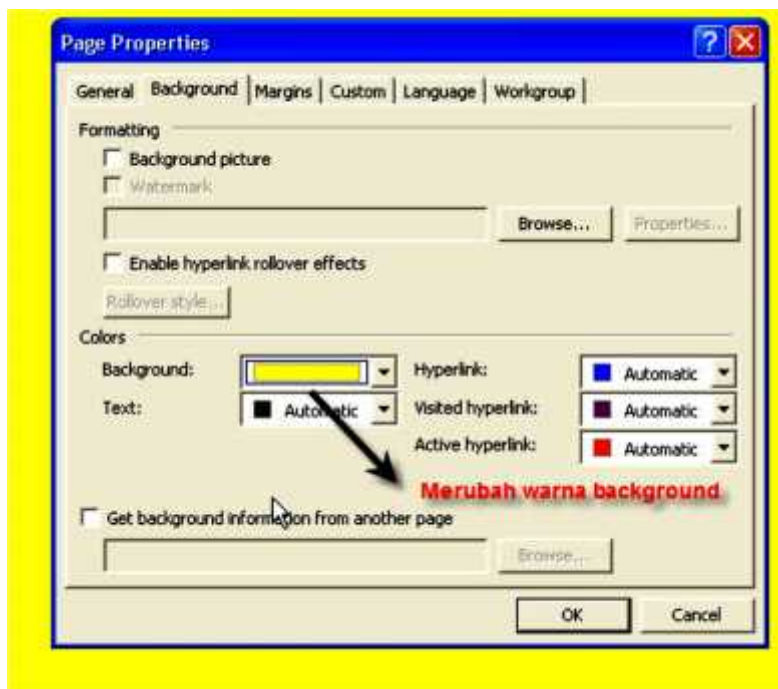 Page Properties
General Background Margins Custom Language Workgroup
Formatting
Background picture
Watermark
Browse... Properties...
Enable hyperlink rollover effects
Rollover style...
Colors
Background: Hyperlink: Automatic
Text: Automatic Visited hyperlink: Automatic
Active hyperlink: Automatic
Merubah warna background
Get background information from another page
Browse...
OK Cancel